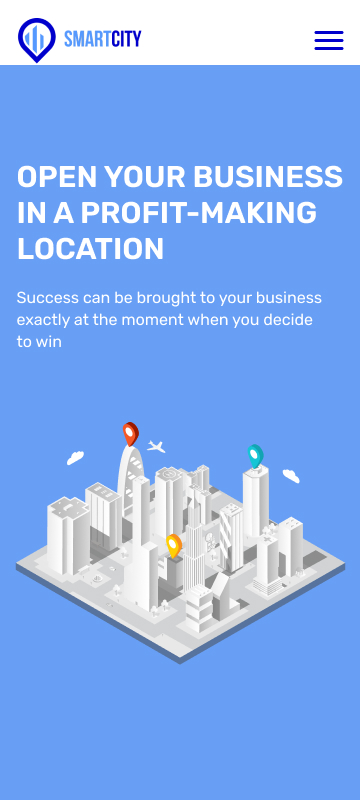 SMARTCITY
OPEN YOUR BUSINESS
IN A PROFIT-MAKING
LOCATION
Success can be brought to your business
exactly at the moment when you decide
to win